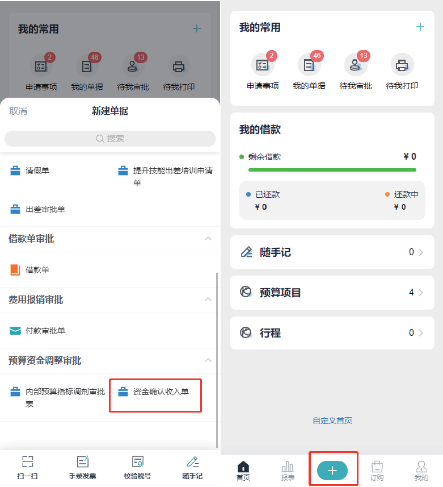 我的常用
2
46
13
申请事项 我的单据 待我审批 待我打印
取消 新建单据
搜索
请假单
提升技能出差培训申请
单
出差审批单
借款单审批
借款单
费用报销审批
付款审批单
预算资金调整审批
内部预算指标调剂审批
表
资金确认收入单
扫一扫 手录发票 校验税号 随手记
我的常用
2
46
13
申请事项 我的单据 待我审批 待我打印
我的借款
剩余借款 ¥ 0
已还款 还款中
¥ 0 ¥ 0
随手记 0
预算项目 4
行程 0
自定义首页
首页 报表 订购 我的